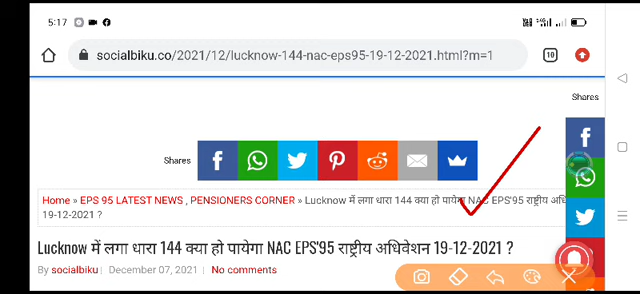 5:17
10
socialbiku.co/2021/12/lucknow-144-nac-eps95-19-12-2021.html?m=1
Shares
Shares
Home » EPS 95 LATEST NEWS , PENSIONERS CORNER » Lucknow में लगा धारा 144 क्या हो पायेगा NAC EPS'95 राष्ट्रीय
19-12-2021 ?
Lucknow में लगा धारा 144 क्या हो पायेगा NAC EPS'95 राष्ट्रीय अधिवेशन 19-12-2021 ?
By socialbiku | December 07, 2021 | No comments